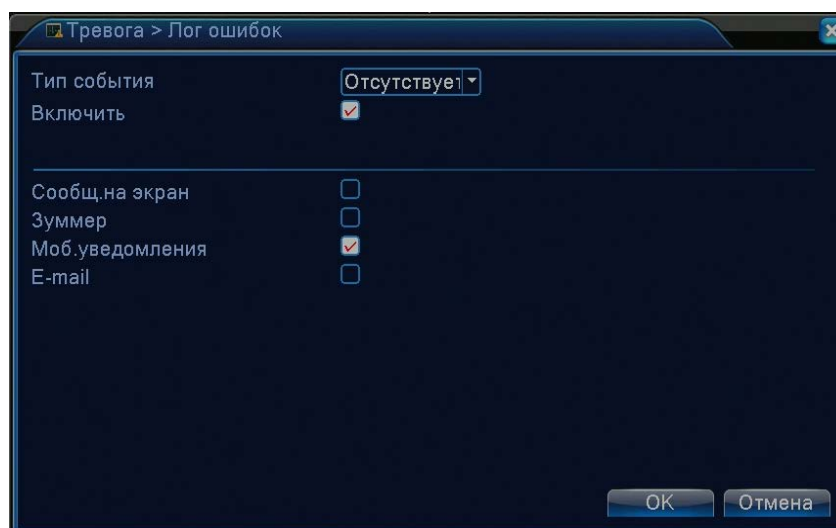 Тревога > Лог ошибок
Тип события Отсутствует
Включить
Сообщ.на экран
Зуммер
Моб.уведомления
E-mail
OK Отмена